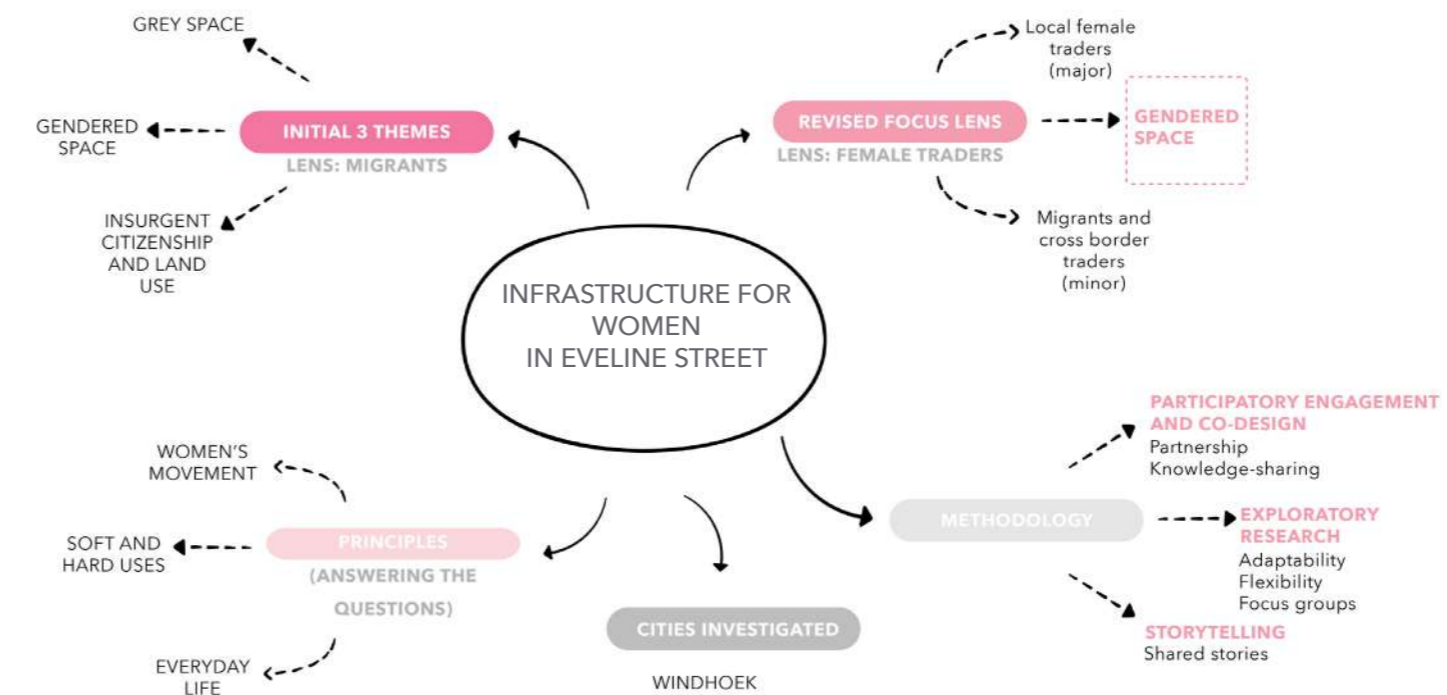 GREY SPACE
GENDERED
SPACE
INSURGENT
CITIZENSHIP
AND LAND
USE
INITIAL 3 THEMES
LENS: MIGRANTS
REVISED FOCUS LENS
LENS: FEMALE TRADERS
Local female
traders
(major)
GENDERED
SPACE
Migrants and
cross border
traders
(minor)
INFRASTRUCTURE FOR
WOMEN
IN EVELINE STREET
WOMEN'S
MOVEMENT
SOFT AND
HARD USES
EVERYDAY
LIFE
PRINCIPLES
(ANSWERING THE
QUESTIONS)
CITIES INVESTIGATED
WINDHOEK
METHODOLOGY
PARTICIPATORY ENGAGEMENT
AND CO-DESIGN
Partnership
Knowledge-sharing
EXPLORATORY
RESEARCH
Adaptability
Flexibility
Focus groups
STORYTELLING
Shared stories